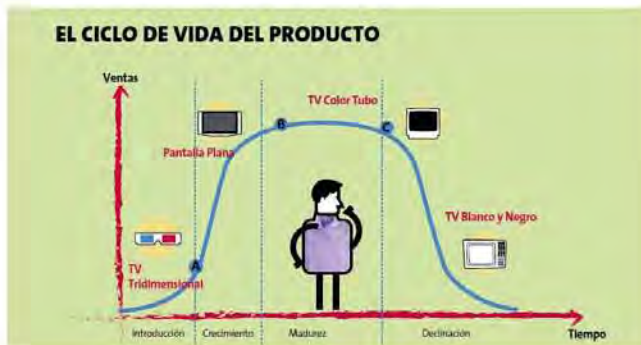 EL CICLO DE VIDA DEL PRODUCTO
Ventas
TV Color Tubo
B
C
Pantalla Plana
TV Blanco y Negro
A
TV
Tridimensional
Introducción
Crecimiento
Madurez
Declinación
Tiempo